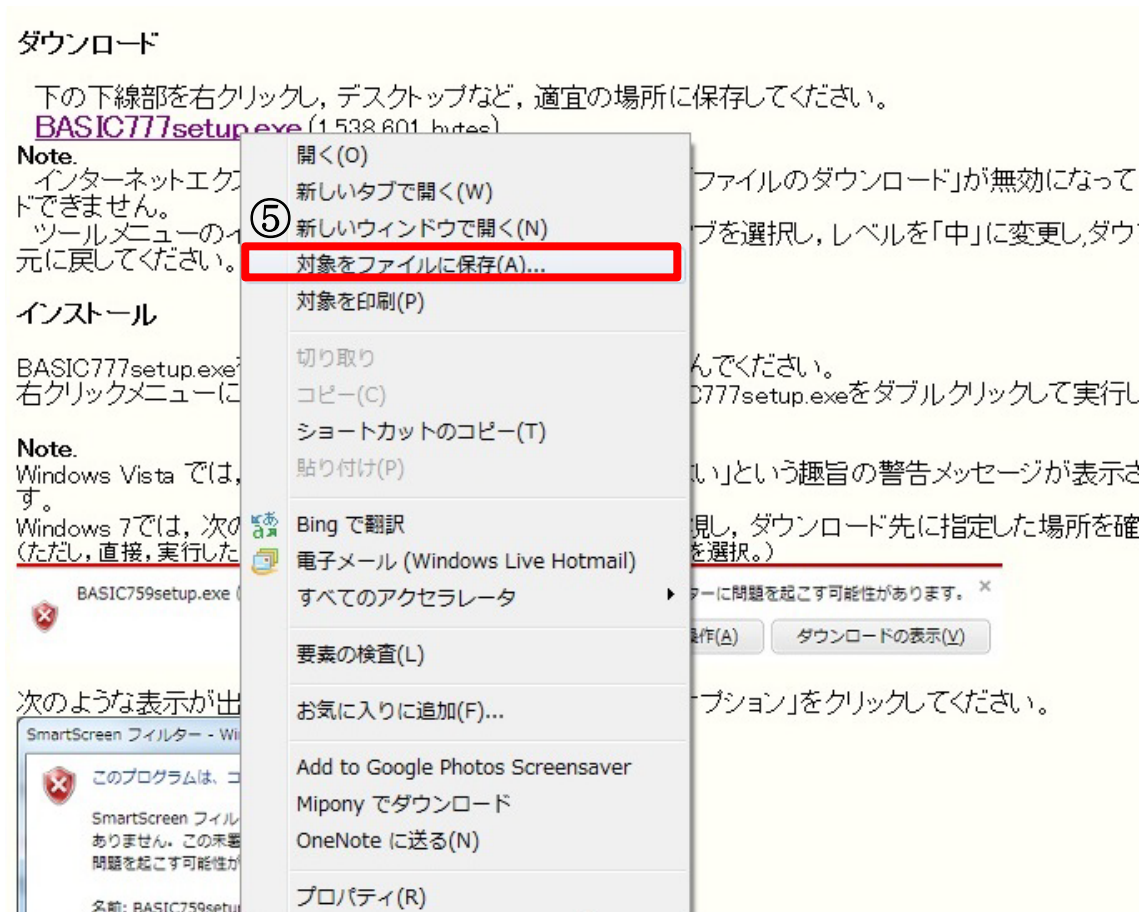 ダウンロード
下の下線部を右クリックし，デスクトップなど，適宜の場所に保存してください。
BASIC777setup.exe (1,538,601 bytes)
Note.
インターネットエクス
ファイルのダウンロード」が無効になって
ドできません。
ツールメニューのイ
ブを選択し，レベルを「中」に変更し,ダウ
元に戻してください。
⑤
開く(O)
新しいタブで開く(W)
新しいウィンドウで開く(N)
対象をファイルに保存(A)...
対象を印刷(P)
切り取り
コピー(C)
ショートカットのコピー(T)
貼り付け(P)
Bing で翻訳
電子メール (Windows Live Hotmail)
すべてのアクセラレータ
要素の検査(L)
お気に入りに追加(F)...
Add to Google Photos Screensaver
Mipony でダウンロード
OneNote に送る(N)
プロパティ(R)
インストール
BASIC777setup.exe
んでください。
右クリックメニューに
C777setup.exeをダブルクリックして実行し
Note.
Windows Vista では，
い」という趣旨の警告メッセージが表示さ
す。
Windows 7では，次の
現し，ダウンロード先に指定した場所を確
(ただし，直接，実行した
を選択。)
BASIC759setup.exe (
ターに問題を起こす可能性があります。 ×
操作(A)
ダウンロードの表示(V)
次のような表示が出
プション」をクリックしてください。
SmartScreen フィルター - Wi
このプログラムは、コ
SmartScreen フィル
ありません。この未署
問題を起こす可能性が
名前: BASIC759setup